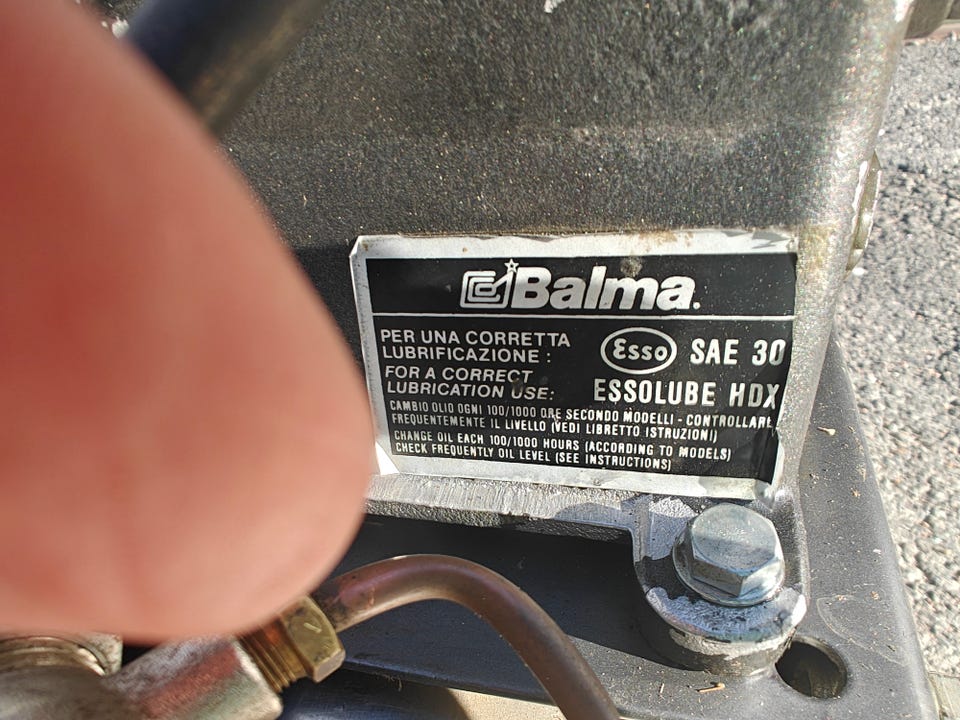 Balma.
PER UNA CORRETTA
LUBRIFICAZIONE :
Esso SAE 30
FOR A CORRECT
LUBRICATION USE:
ESSOLUBE HDX
CAMBIO OLIO OGNI 100/1000 ORE SECONDO MODELLI - CONTROLLARE
FREQUENTEMENTE IL LIVELLO (VEDI LIBRETTO ISTRUZIONI)
CHANGE OIL EACH 100/1000 HOURS (ACCORDING TO MODELS)
CHECK FREQUENTLY OIL LEVEL (SEE INSTRUCTIONS)